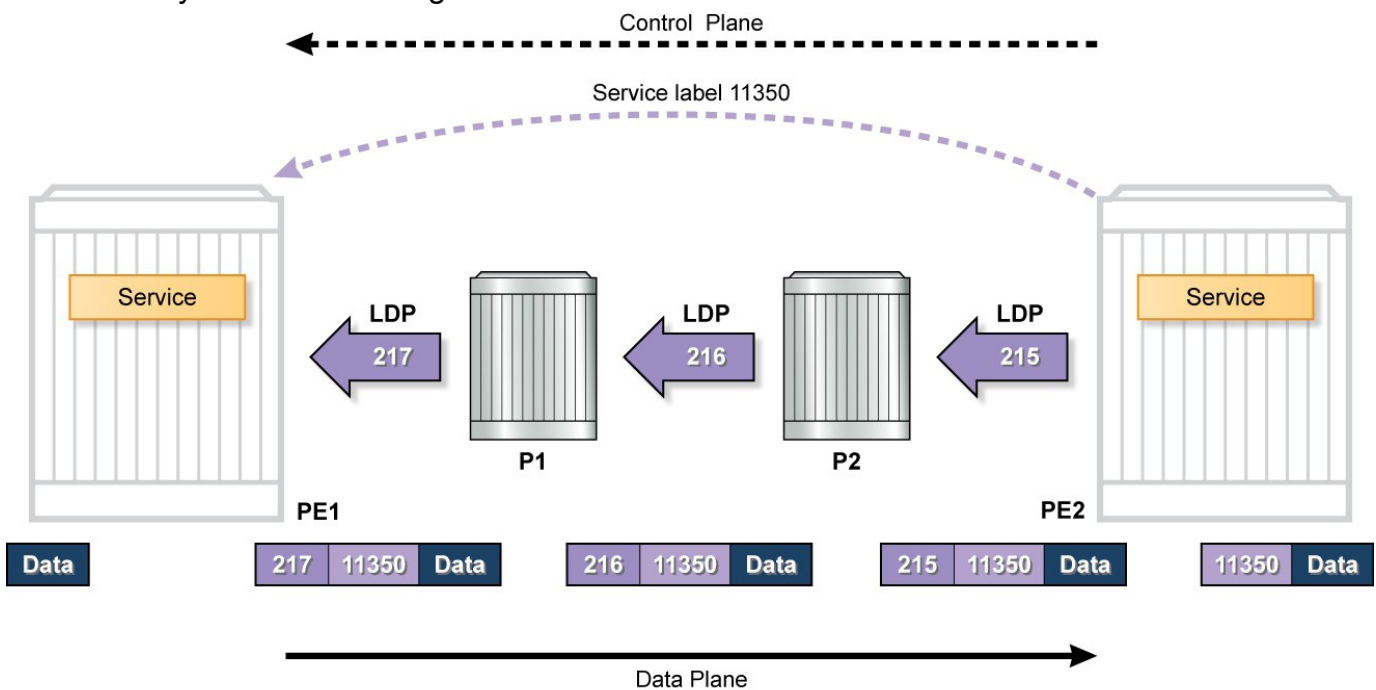 Control Plane
Service label 11350
Service
Service
LDP
LDP
LDP
217
216
215
P1
P2
PE1
PE2
Data
217 11350 Data
216 11350 Data
215 11350 Data
11350 Data
Data Plane